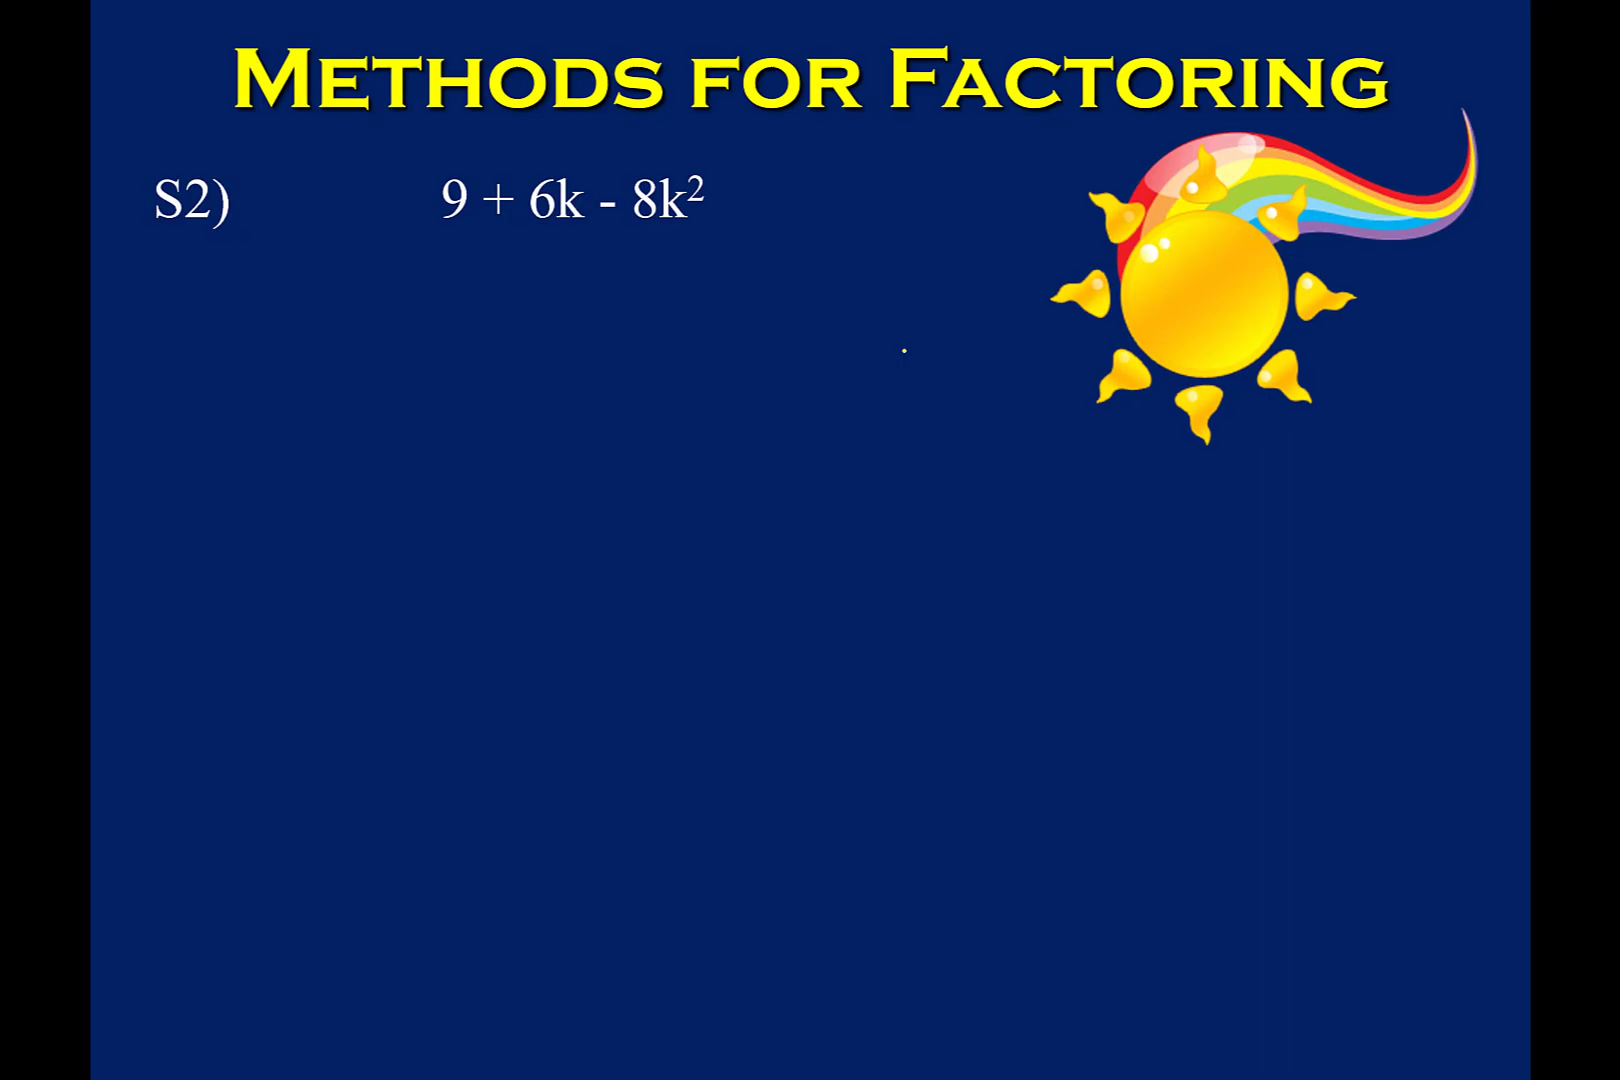 METHODS FOR FACTORING
S2) 9 + 6k - 8k²